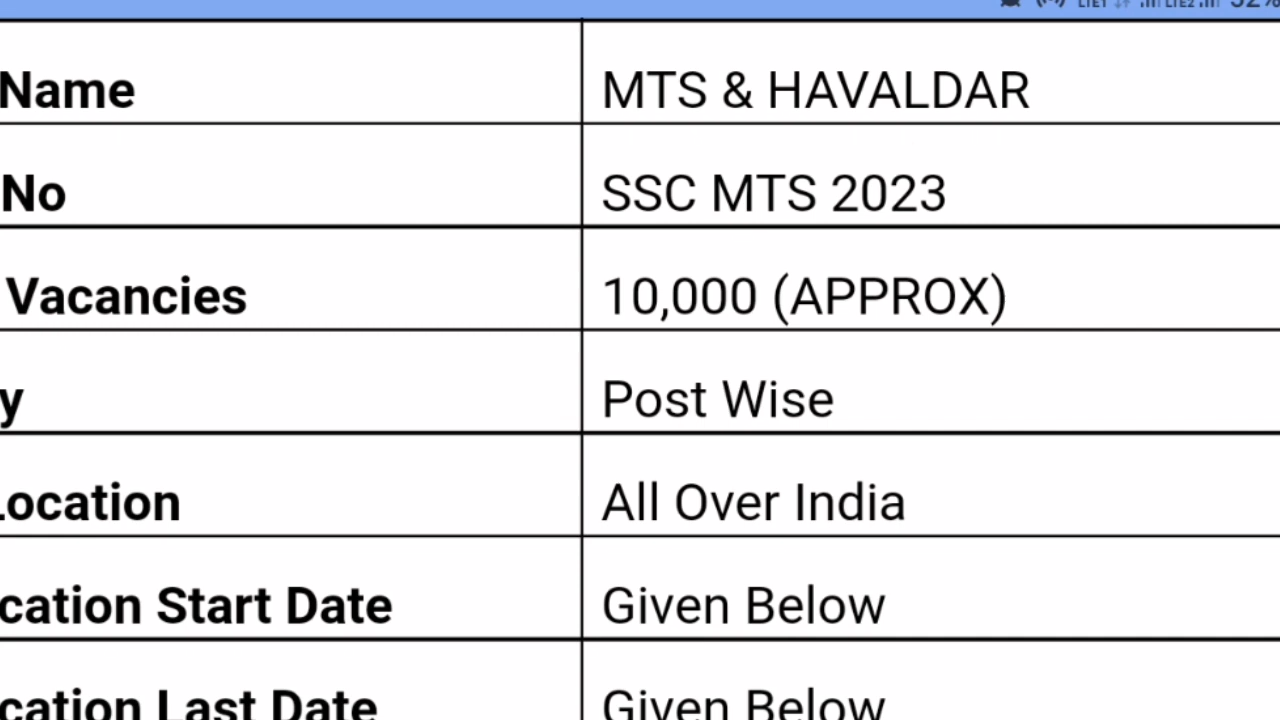 Name MTS & HAVALDAR
No SSC MTS 2023
Vacancies 10,000 (APPROX)
y Post Wise
Location All Over India
cation Start Date Given Below
cation Last Date Given Below